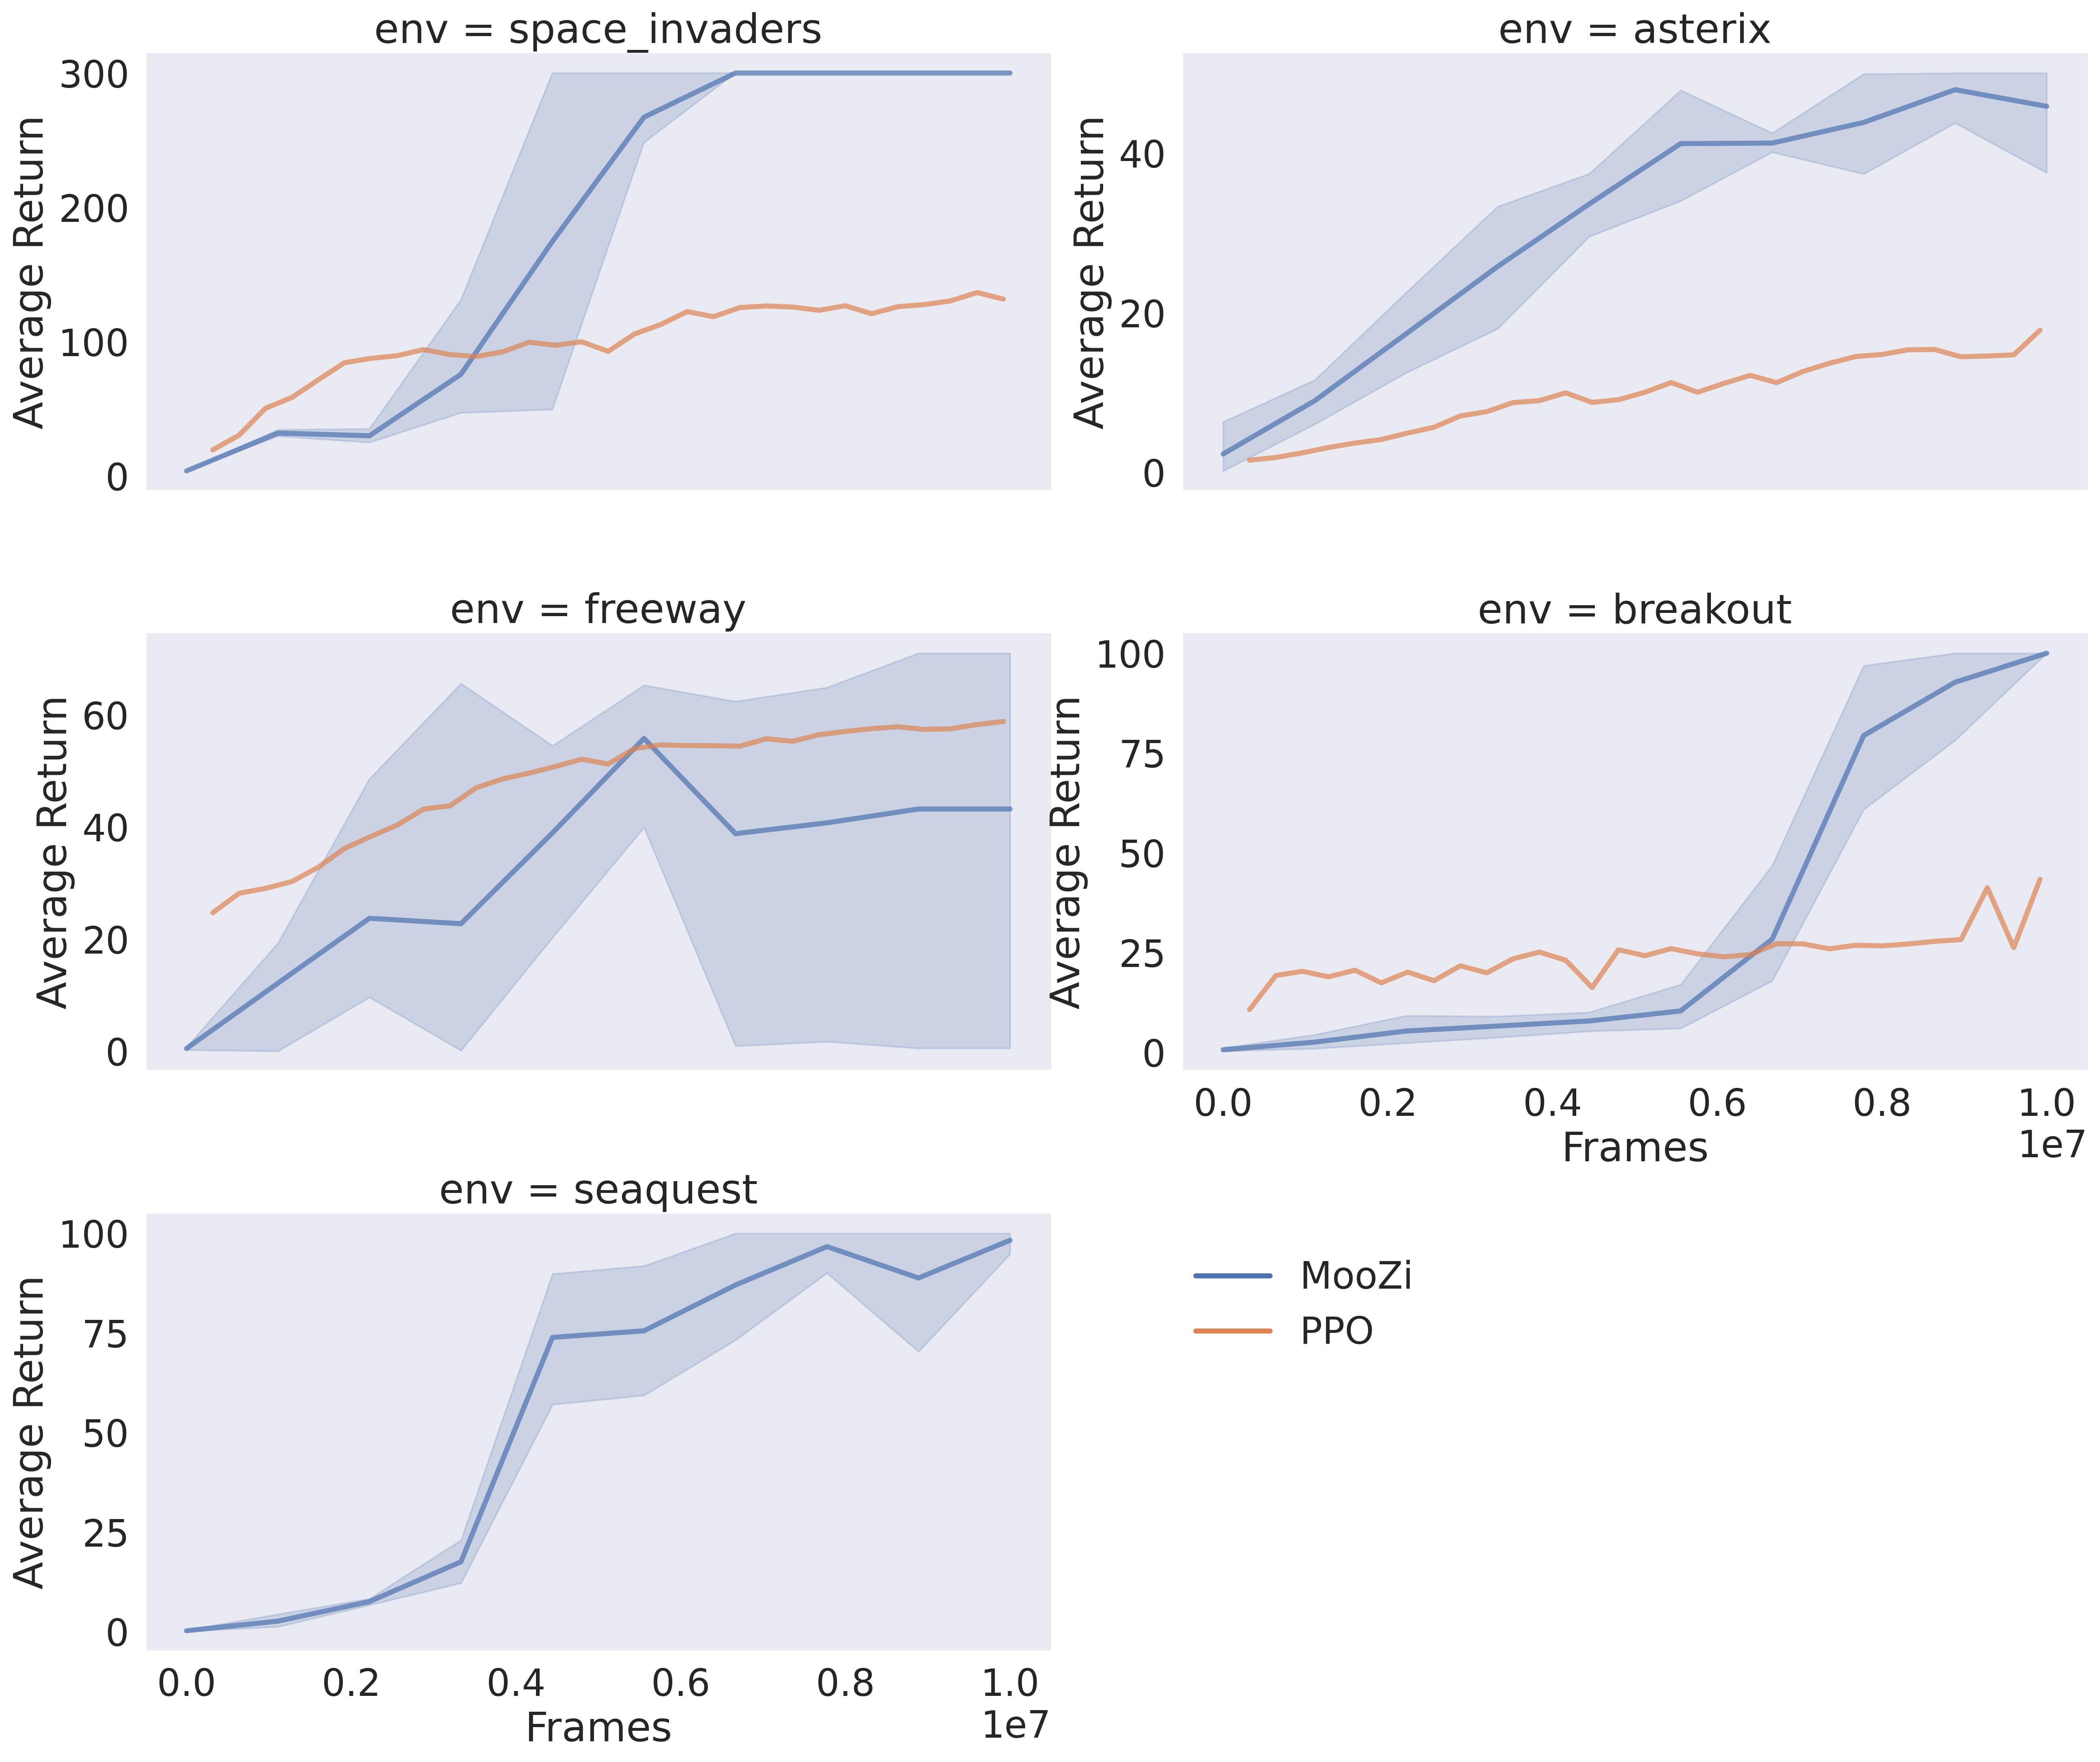 env = space_invaders
Average Return
300
200
100
0
env = asterix
Average Return
40
20
0
env = freeway
Average Return
60
40
20
0
env = breakout
Average Return
100
75
50
25
0
0.0 0.2 0.4 0.6 0.8 1.0
1e7
Frames
env = seaquest
Average Return
100
75
50
25
0
0.0 0.2 0.4 0.6 0.8 1.0
1e7
Frames
MooZi
PPO